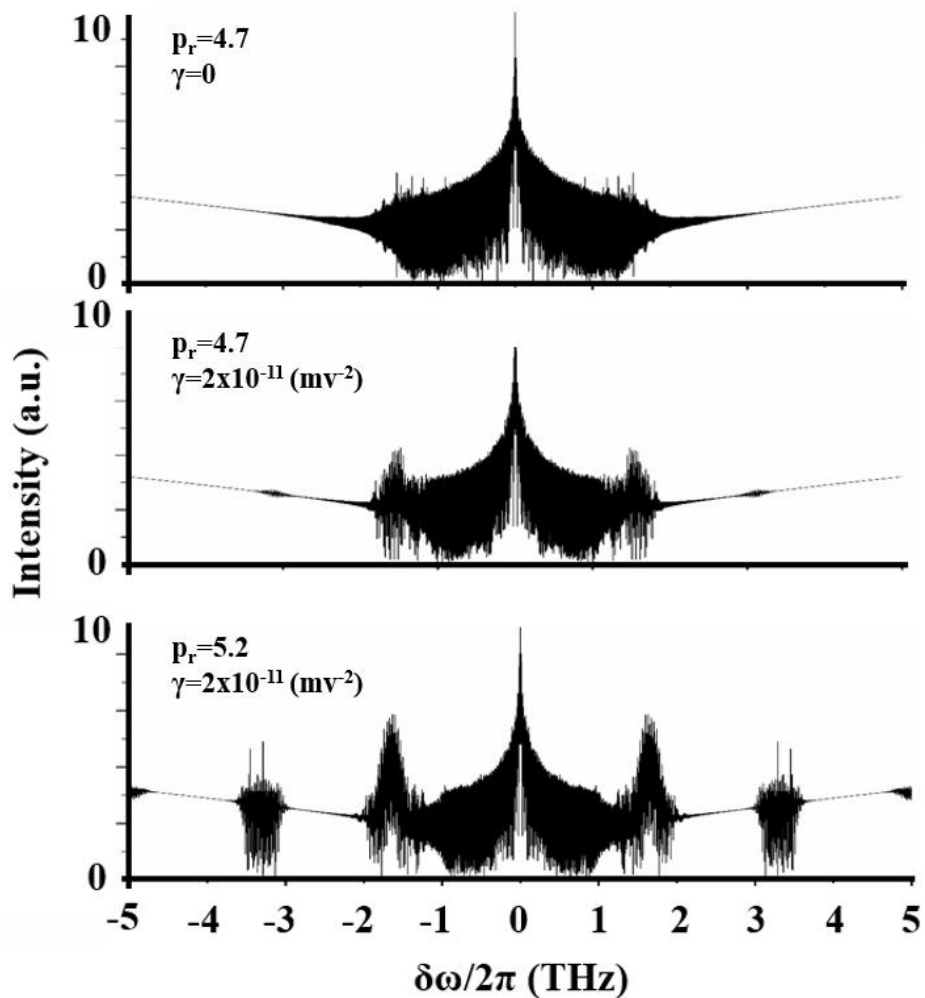 10
pᵣ=4.7
γ=0
0
10
pᵣ=4.7
γ=2x10⁻¹¹ (mv⁻²)
0
Intensity (a.u.)
10
pᵣ=5.2
γ=2x10⁻¹¹ (mv⁻²)
0
-5 -4 -3 -2 -1 0 1 2 3 4 5
δω/2π (THz)